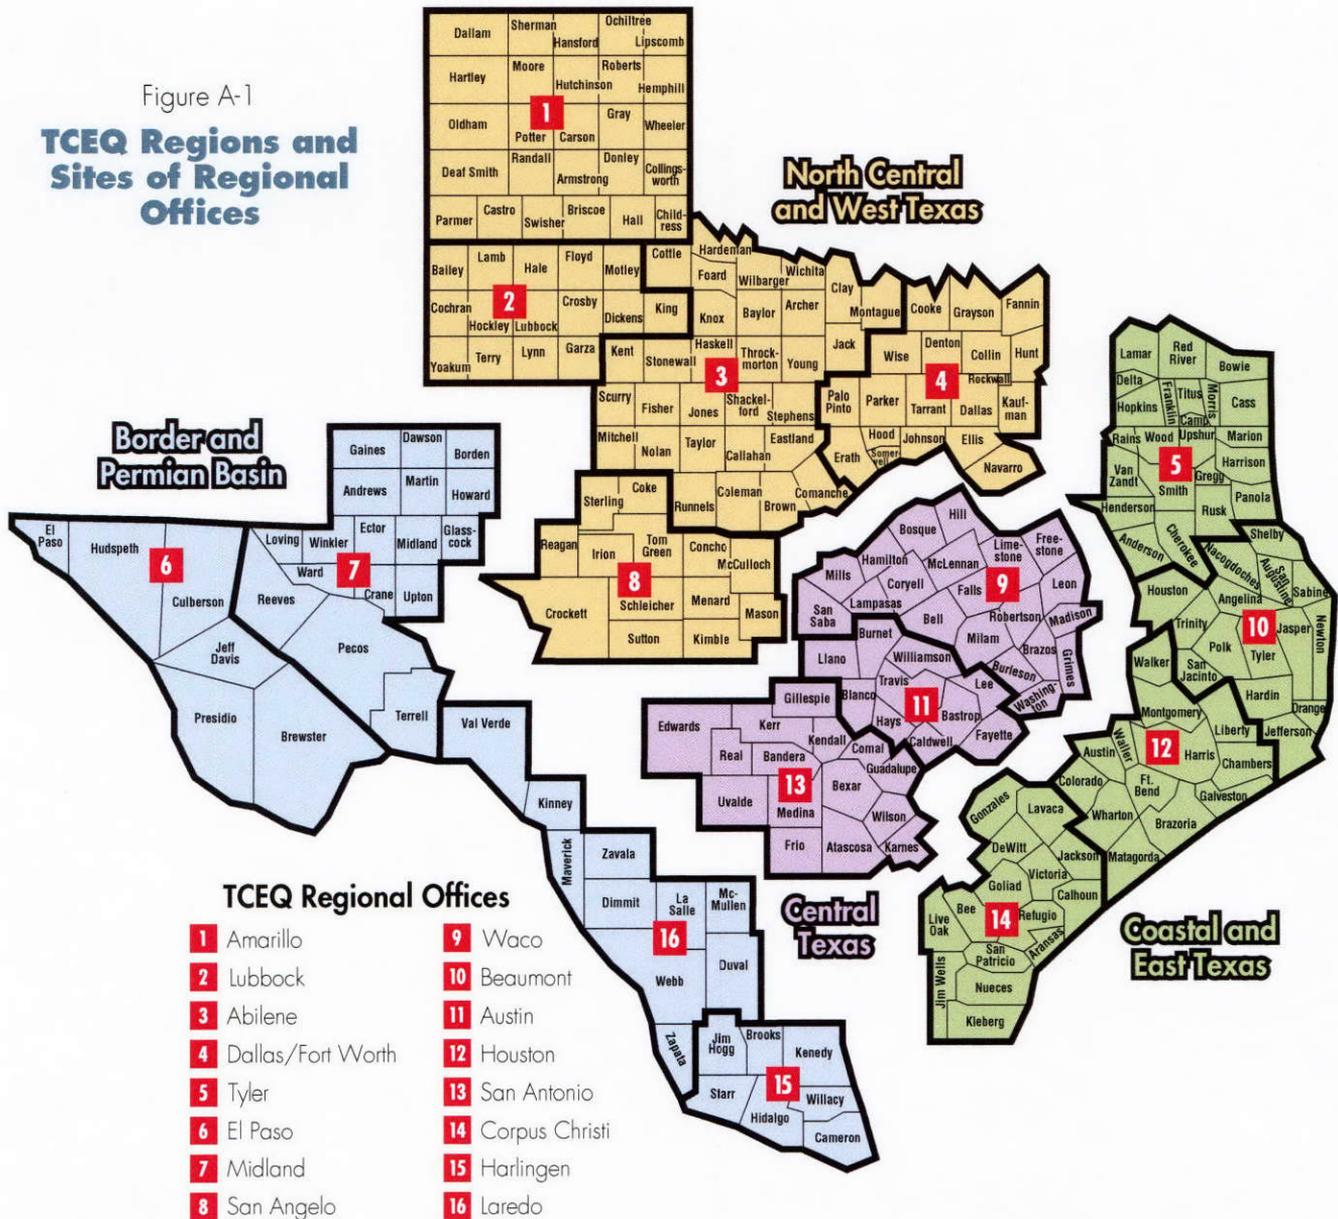 Figure A-1
TCEQ Regions and
Sites of Regional
Offices
North Central
and West Texas
Dallam
Sherman
Hansford
Ochiltree
Lipscomb
Hartley
Moore
Hutchinson
Roberts
Hemphill
1
Oldham
Potter
Carson
Gray
Wheeler
Deaf Smith
Randall
Armstrong
Donley
Collings-
worth
Parmer
Castro
Swisher
Briscoe
Hall
Child-
ress
Bailey
Lamb
Hale
Floyd
Motley
2
Cochran
Hockley
Lubbock
Crosby
Dickens
King
Yoakum
Terry
Lynn
Garza
Cottle
Hardeman
Foard
Wilbarger
Wichita
Clay
Montague
Knox
Baylor
Archer
Jack
Kent
Stonewall
Haskell
Throck-
morton
Young
3
Scurry
Fisher
Jones
Shackel-
ford
Stephens
Mitchell
Nolan
Taylor
Callahan
Eastland
Runnels
Coleman
Brown
Comanche
Cooke
Grayson
Fannin
Wise
Denton
Collin
Hunt
4
Rockwall
Palo
Pinto
Parker
Tarrant
Dallas
Kauf-
man
Erath
Hood
Somer-
vell
Johnson
Ellis
Navarro
Sterling
Coke
Reagan
Irion
Tom
Green
Concho
McCulloch
8
Crockett
Schleicher
Menard
Mason
Sutton
Kimble
Border and
Permian Basin
Gaines
Dawson
Borden
Andrews
Martin
Howard
Loving
Winkler
Ector
Midland
Glass-
cock
7
Ward
Crane
Upton
Reeves
Pecos
Terrell
El
Paso
Hudspeth
6
Culberson
Jeff
Davis
Presidio
Brewster
Val Verde
Kinney
Maverick
Zavala
Dimmit
La
Salle
Mc-
Mullen
16
Webb
Duval
Zapata
Jim
Hogg
Brooks
Kenedy
15
Starr
Hidalgo
Willacy
Cameron
Bosque
Hill
Mills
Hamilton
McLennan
Lime-
stone
Free-
stone
9
San
Saba
Lampasas
Coryell
Falls
Leon
Bell
Robertson
Madison
Milam
Brazos
Grimes
Burleson
Washing-
ton
Burnet
Llano
Williamson
Blanco
Travis
Lee
11
Hays
Bastrop
Caldwell
Fayette
Edwards
Gillespie
Kerr
Real
Bandera
Kendall
Comal
Guadalupe
13
Uvalde
Medina
Bexar
Wilson
Frio
Atascosa
Karnes
Central
Texas
Lamar
Red
River
Bowie
Delta
Hopkins
Franklin
Titus
Morris
Cass
Camp
Rains
Wood
Upshur
Marion
5
Van
Zandt
Smith
Gregg
Harrison
Henderson
Rusk
Panola
Anderson
Cherokee
Nacogdoches
Shelby
San
Augustine
Sabine
Houston
Angelina
10
Trinity
Polk
Tyler
Jasper
Newton
San
Jacinto
Hardin
Orange
Jefferson
Walker
Montgomery
Liberty
12
Austin
Waller
Harris
Chambers
Colorado
Ft.
Bend
Galveston
Wharton
Brazoria
Matagorda
Gonzales
Lavaca
DeWitt
Jackson
Victoria
Goliad
Calhoun
14
Live
Oak
Bee
Refugio
Aransas
San
Patricio
Jim Wells
Nueces
Kleberg
Coastal and
East Texas
TCEQ Regional Offices
1 Amarillo
2 Lubbock
3 Abilene
4 Dallas/Fort Worth
5 Tyler
6 El Paso
7 Midland
8 San Angelo
9 Waco
10 Beaumont
11 Austin
12 Houston
13 San Antonio
14 Corpus Christi
15 Harlingen
16 Laredo